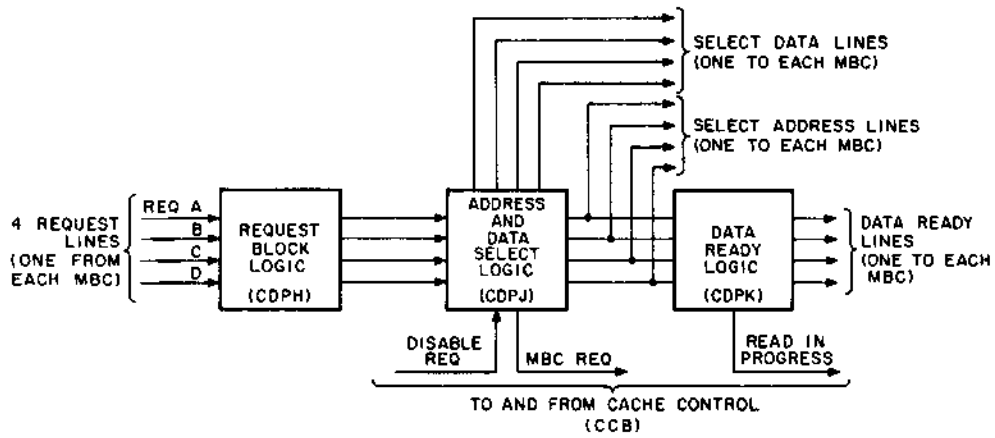 SELECT DATA LINES
(ONE TO EACH MBC)
SELECT ADDRESS LINES
(ONE TO EACH MBC)
4 REQUEST
LINES
(ONE FROM
EACH MBC)
REQ A
B
C
D
REQUEST
BLOCK
LOGIC
(CDPH)
ADDRESS
AND
DATA
SELECT
LOGIC
(CDPJ)
DATA
READY
LOGIC
(CDPK)
DATA READY
LINES
(ONE TO EACH
MBC)
DISABLE
REQ
MBC REQ
READ IN
PROGRESS
TO AND FROM CACHE CONTROL
(CCB)